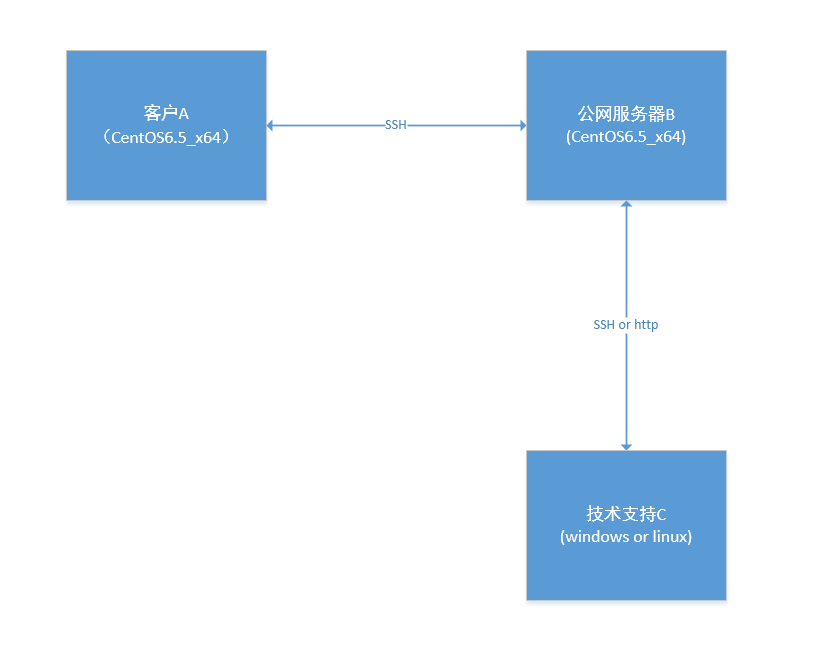 客户A
（CentOS6.5_x64）
SSH
公网服务器B
(CentOS6.5_x64)
SSH or http
技术支持C
(windows or linux)